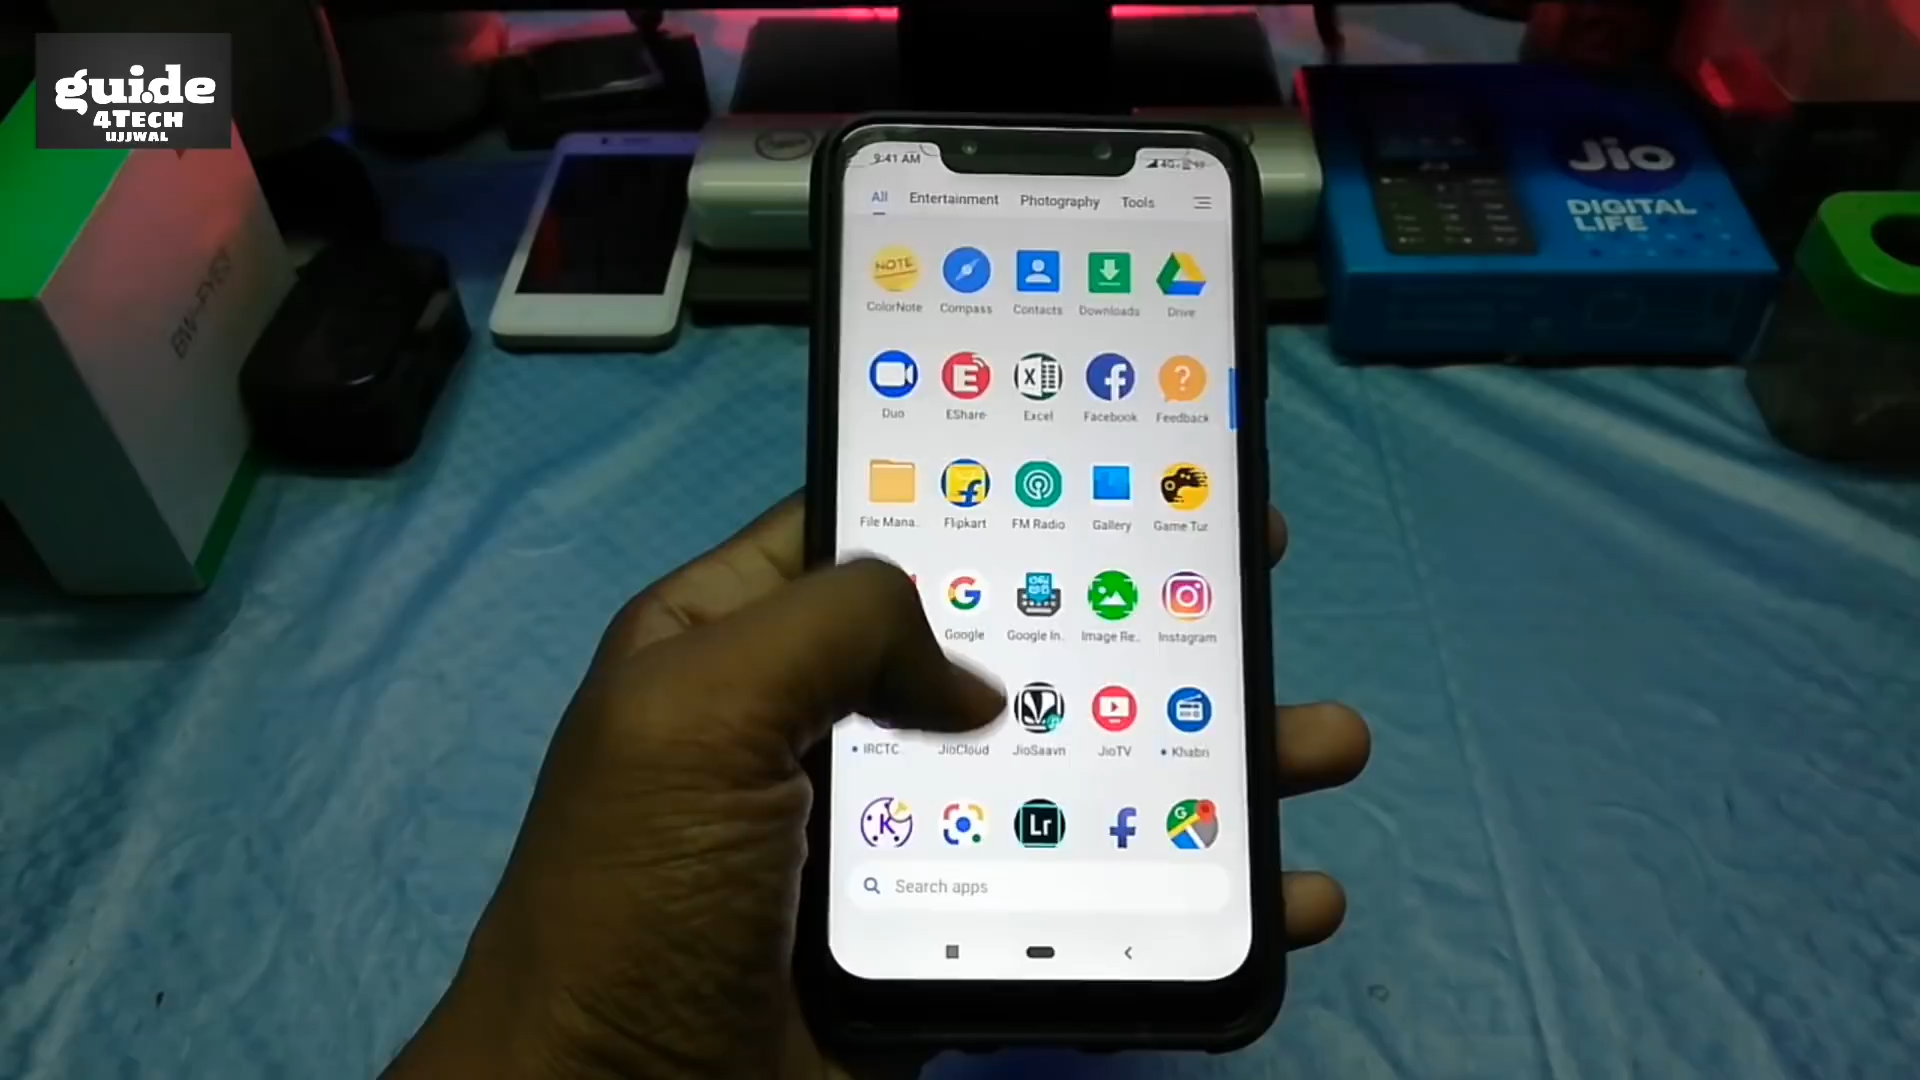 guide
4TECH
UJJWAL
BW-FYE7
Jio
DIGITAL
LIFE
9:41 AM
All Entertainment Photography Tools
NOTE
ColorNote Compass Contacts Downloads Drive
Duo EShare Excel Facebook Feedback
File Mana.. Flipkart FM Radio Gallery Game Tur
Google Google In.. Image Re.. Instagram
IRCTC JioCloud JioSaavn JioTV Khabri
K Lr
Search apps